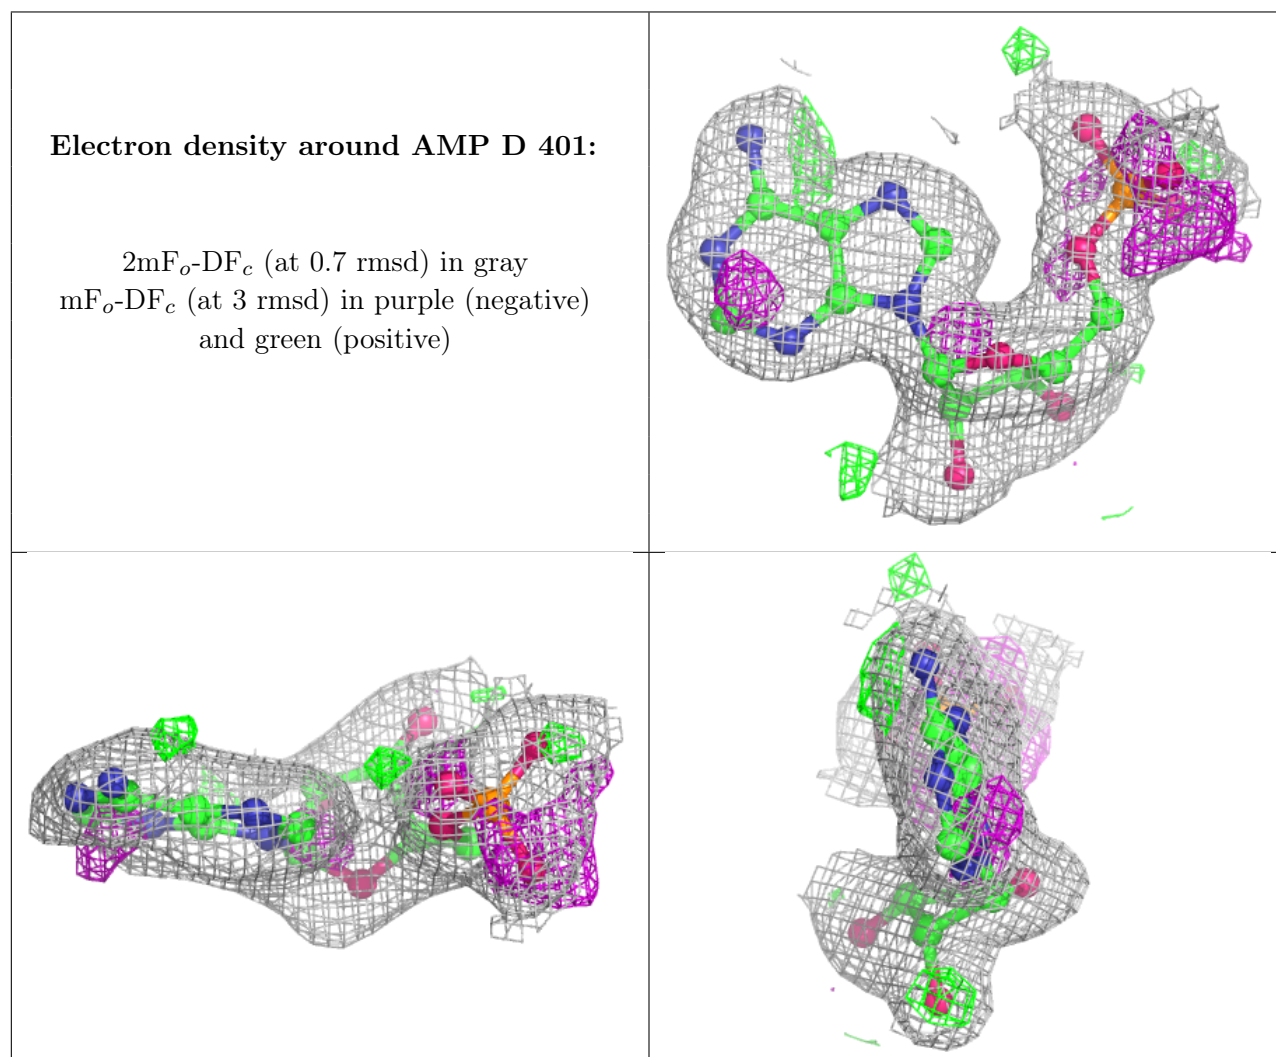 Electron density around AMP D 401:
2mFo-DFc (at 0.7 rmsd) in gray
mFo-DFc (at 3 rmsd) in purple (negative)
and green (positive)